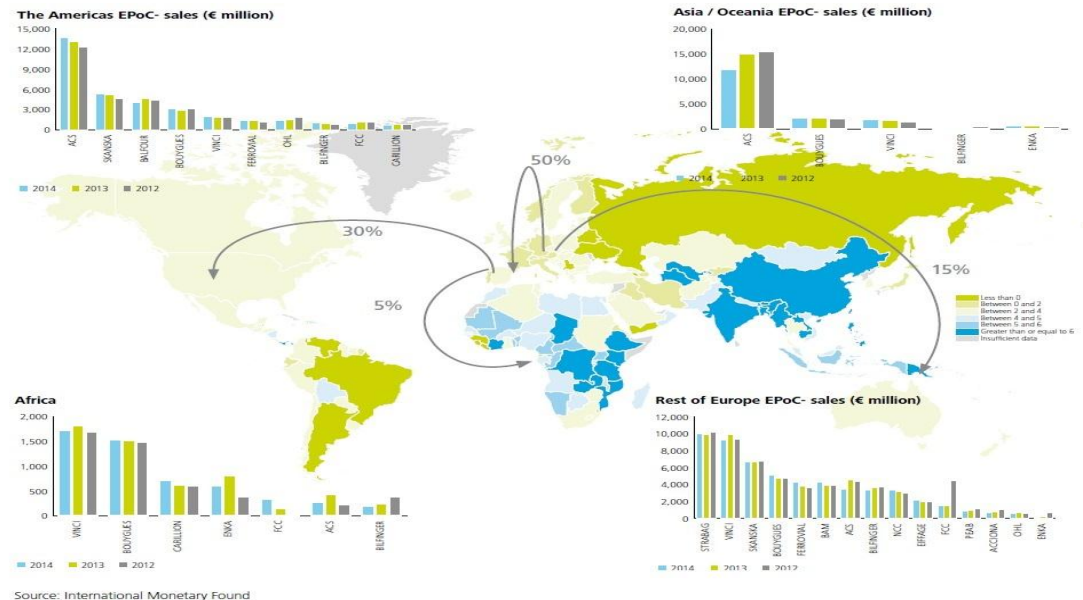 The Americas EPoC- sales (€ million)
15,000
12,000
9,000
6,000
3,000
0
ACS
SKANSKA
BALFOUR
BOUYGUES
VINCI
FERROVIAL
OHL
BILFINGER
FCC
CARILLION
2014 2013 2012
Asia / Oceania EPoC- sales (€ million)
20,000
15,000
10,000
5,000
0
ACS
BOUYGUES
VINCI
BILFINGER
ENKA
2014 2013 2012
50%
30%
5%
15%
Less than 0
Between 0 and 2
Between 2 and 4
Between 4 and 5
Between 5 and 6
Greater than or equal to 6
Insufficient data
Africa
2,000
1,500
1,000
500
0
VINCI
BOUYGUES
CARILLION
ENKA
FCC
ACS
BILFINGER
2014 2013 2012
Rest of Europe EPoC- sales (€ million)
12,000
10,000
8,000
6,000
4,000
2,000
0
STRABAG
VINCI
SKANSKA
BOUYGUES
FERROVIAL
BAM
ACS
BILFINGER
NCC
EIFFAGE
FCC
PEAB
ACCIONA
OHL
ENKA
2014 2013 2012
Source: International Monetary Found